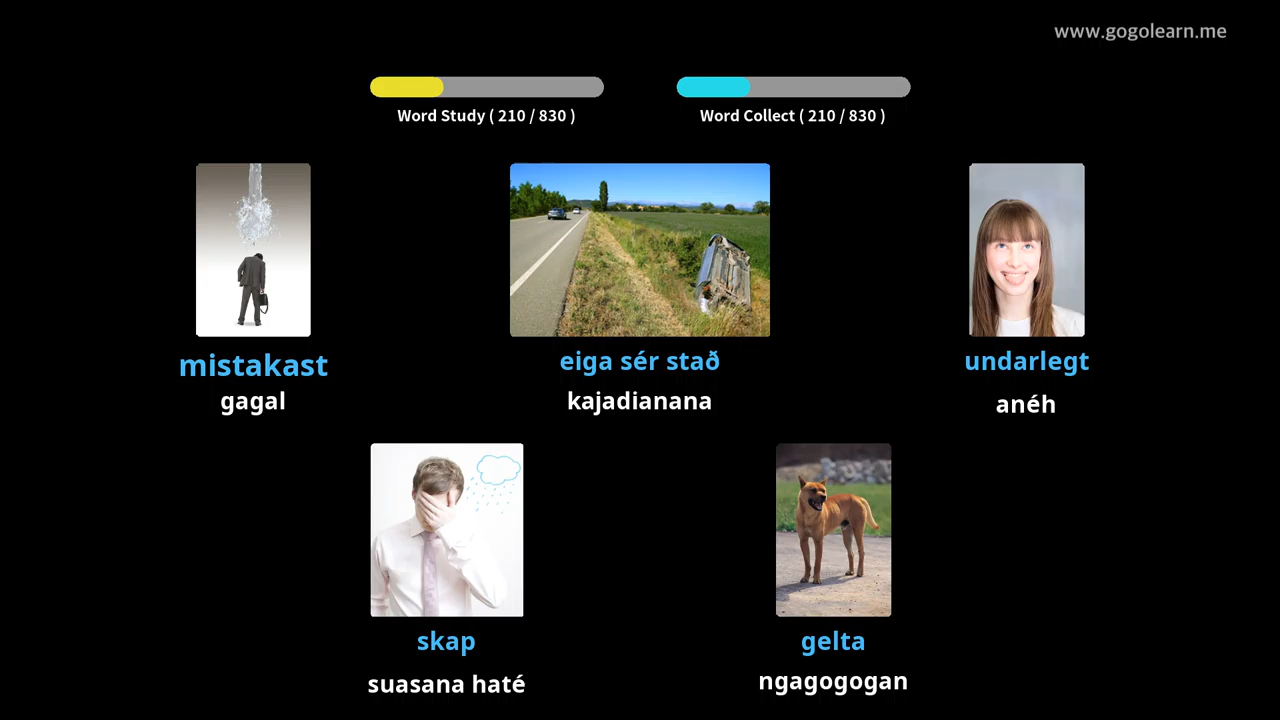 www.gogolearn.me
Word Study ( 210 / 830 )
Word Collect ( 210 / 830 )
mistakast
gagal
eiga sér stað
kajadianana
undarlegt
anéh
skap
suasana haté
gelta
ngagogogan